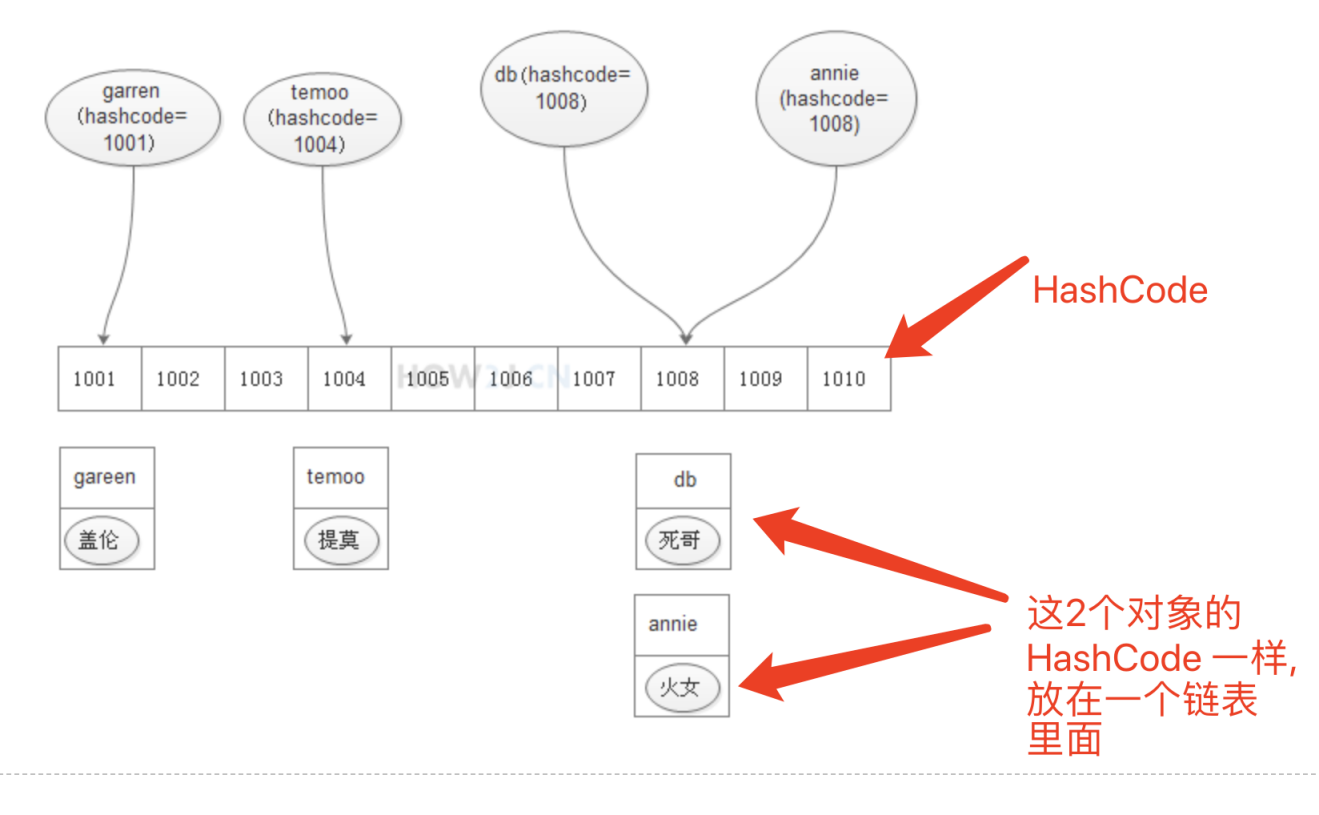 garren
(hashcode=
1001)
temoo
(hashcode=
1004)
db(hashcode=
1008)
annie
(hashcode=
1008)
HashCode
1001 1002 1003 1004 1005 1006 1007 1008 1009 1010
HOW2J.CN
gareen
盖伦
temoo
提莫
db
死哥
annie
火女
这2个对象的
HashCode 一样,
放在一个链表
里面